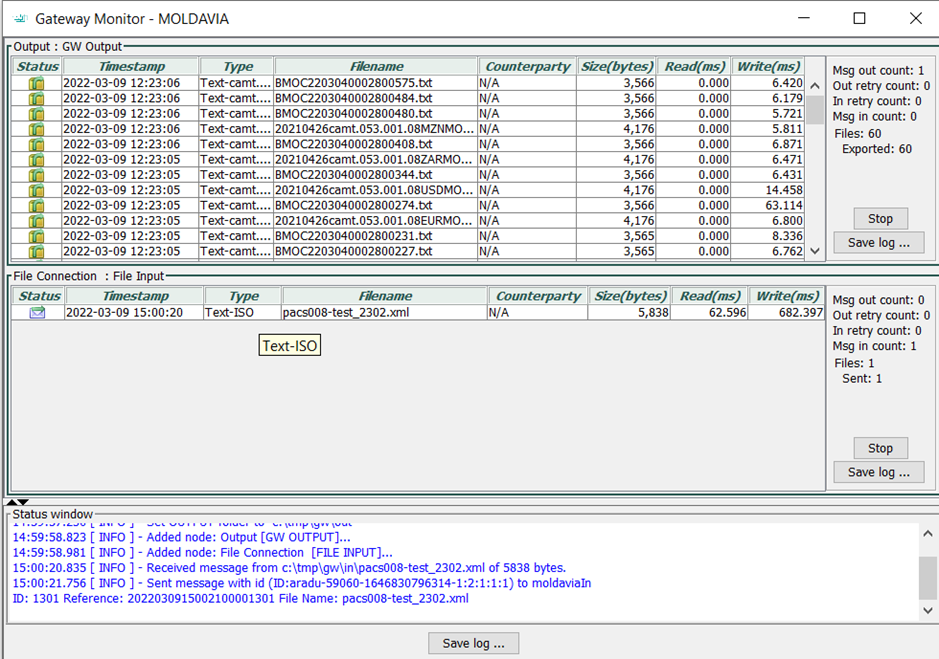 Gateway Monitor - MOLDAVIA
Output : GW Output
Status Timestamp Type Filename Counterparty Size(bytes) Read(ms) Write(ms)
2022-03-09 12:23:06 Text-camt.... BMOC2203040002800575.txt N/A 3,566 0.000 6.420
2022-03-09 12:23:06 Text-camt.... BMOC2203040002800484.txt N/A 3,566 0.000 6.179
2022-03-09 12:23:06 Text-camt.... BMOC2203040002800480.txt N/A 3,566 0.000 5.721
2022-03-09 12:23:06 Text-camt.... 20210426camt.053.001.08MZNMO... N/A 4,176 0.000 5.811
2022-03-09 12:23:06 Text-camt.... BMOC2203040002800408.txt N/A 3,566 0.000 6.871
2022-03-09 12:23:05 Text-camt.... 20210426camt.053.001.08ZARMO... N/A 4,176 0.000 6.471
2022-03-09 12:23:05 Text-camt.... BMOC2203040002800344.txt N/A 3,566 0.000 6.431
2022-03-09 12:23:05 Text-camt.... 20210426camt.053.001.08USDMO... N/A 4,176 0.000 14.458
2022-03-09 12:23:05 Text-camt.... BMOC2203040002800274.txt N/A 3,566 0.000 63.114
2022-03-09 12:23:05 Text-camt.... 20210426camt.053.001.08EURMO... N/A 4,176 0.000 6.800
2022-03-09 12:23:05 Text-camt.... BMOC2203040002800231.txt N/A 3,565 0.000 8.336
2022-03-09 12:23:05 Text-camt.... BMOC2203040002800227.txt N/A 3,565 0.000 6.762
Msg out count: 1
Out retry count: 0
In retry count: 0
Msg in count: 0
Files: 60
Exported: 60
Stop
Save log ...
File Connection : File Input
Status Timestamp Type Filename Counterparty Size(bytes) Read(ms) Write(ms)
2022-03-09 15:00:20 Text-ISO pacs008-test_2302.xml N/A 5,838 62.596 682.397
Text-ISO
Msg out count: 0
Out retry count: 0
In retry count: 0
Msg in count: 1
Files: 1
Sent: 1
Stop
Save log ...
Status window
14:59:58.823 [ INFO ] - Added node: Output [GW OUTPUT]...
14:59:58.981 [ INFO ] - Added node: File Connection [FILE INPUT]...
15:00:20.835 [ INFO ] - Received message from c:\tmp\gw\in\pacs008-test_2302.xml of 5838 bytes.
15:00:21.756 [ INFO ] - Sent message with id (ID:aradu-59060-1646830796314-1:2:1:1:1) to moldaviaIn
ID: 1301 Reference: 2022030915002100001301 File Name: pacs008-test_2302.xml
Save log ...